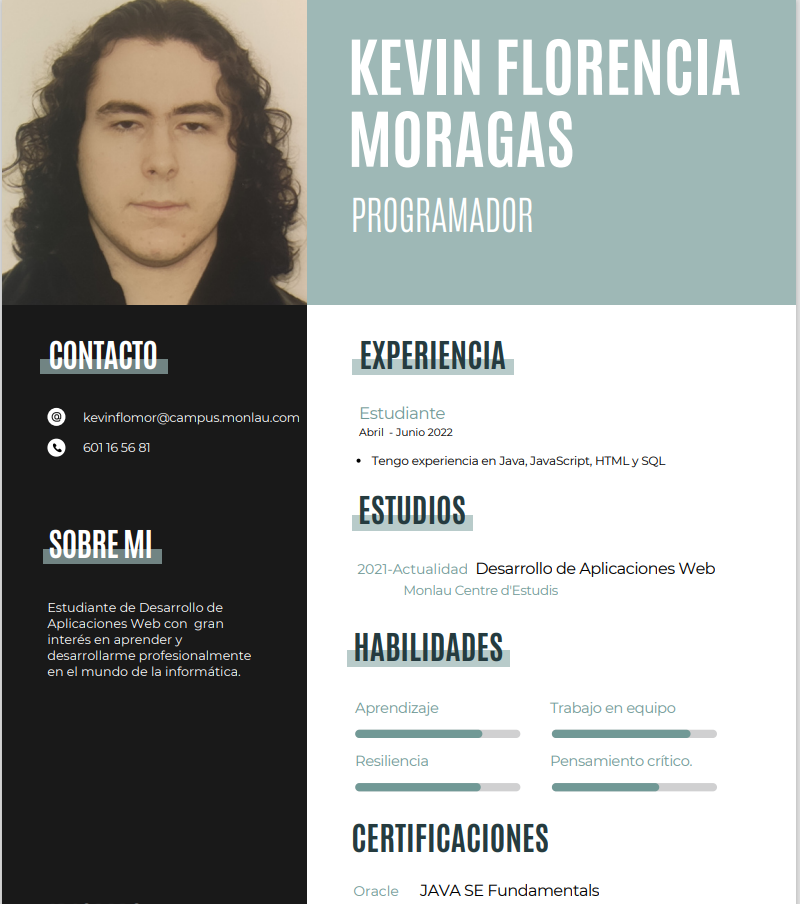 KEVIN FLORENCIA
MORAGAS
PROGRAMADOR
CONTACTO
@
kevinflomor@campus.monlau.com
601 16 56 81
SOBRE MI
Estudiante de Desarrollo de
Aplicaciones Web con gran
interés en aprender y
desarrollarme profesionalmente
en el mundo de la informática.
EXPERIENCIA
Estudiante
Abril - Junio 2022
• Tengo experiencia en Java, JavaScript, HTML y SQL
ESTUDIOS
2021-Actualidad Desarrollo de Aplicaciones Web
Monlau Centre d'Estudis
HABILIDADES
Aprendizaje
Trabajo en equipo
Resiliencia
Pensamiento crítico.
CERTIFICACIONES
Oracle JAVA SE Fundamentals